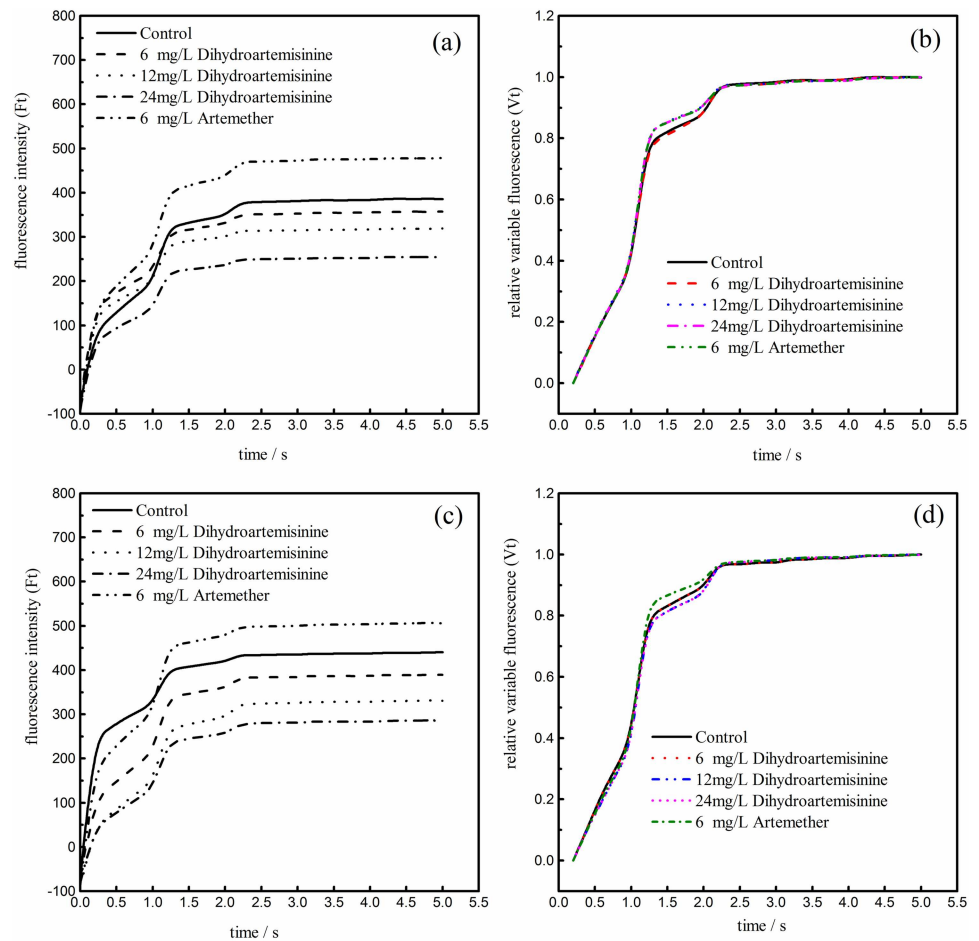 (a)
800
700
600
500
400
300
200
100
0
-100
fluorescence intensity (Ft)
Control
6 mg/L Dihydroartemisinine
12mg/L Dihydroartemisinine
24mg/L Dihydroartemisinine
6 mg/L Artemether
0.0 0.5 1.0 1.5 2.0 2.5 3.0 3.5 4.0 4.5 5.0 5.5
time / s
(b)
1.2
1.0
0.8
0.6
0.4
0.2
0.0
relative variable fluorescence (Vt)
Control
6 mg/L Dihydroartemisinine
12mg/L Dihydroartemisinine
24mg/L Dihydroartemisinine
6 mg/L Artemether
0.0 0.5 1.0 1.5 2.0 2.5 3.0 3.5 4.0 4.5 5.0 5.5
time / s
(c)
800
700
600
500
400
300
200
100
0
-100
fluorescence intensity (Ft)
Control
6 mg/L Dihydroartemisinine
12mg/L Dihydroartemisinine
24mg/L Dihydroartemisinine
6 mg/L Artemether
0.0 0.5 1.0 1.5 2.0 2.5 3.0 3.5 4.0 4.5 5.0 5.5
time / s
(d)
1.2
1.0
0.8
0.6
0.4
0.2
0.0
relative variable fluorescence (Vt)
Control
6 mg/L Dihydroartemisinine
12mg/L Dihydroartemisinine
24mg/L Dihydroartemisinine
6 mg/L Artemether
0.0 0.5 1.0 1.5 2.0 2.5 3.0 3.5 4.0 4.5 5.0 5.5
time / s